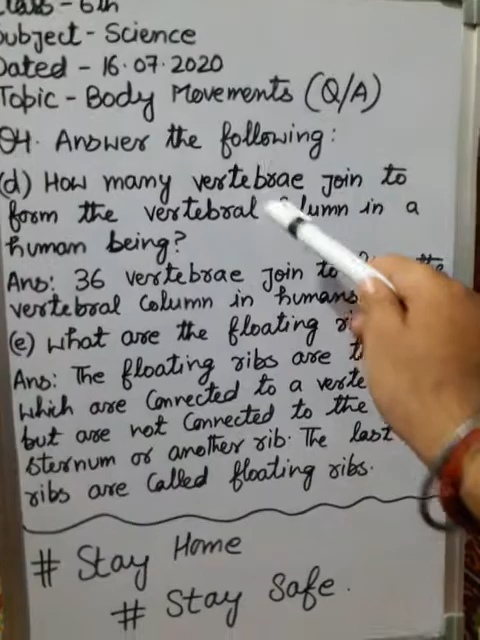 Class - 6th
Subject - Science
Dated - 16.07.2020
Topic - Body Movements (Q/A)
Q4. Answer the following:
(d) How many vertebrae join to
form the vertebral in a
human being?
Ans: 36 vertebrae join to the
vertebral column in humans
(e) What are the floating
Ans: The floating ribs are
which are connected to a
but are not connected to the
sternum or another rib. The last
ribs are called floating ribs.
# Stay Home
# Stay Safe.